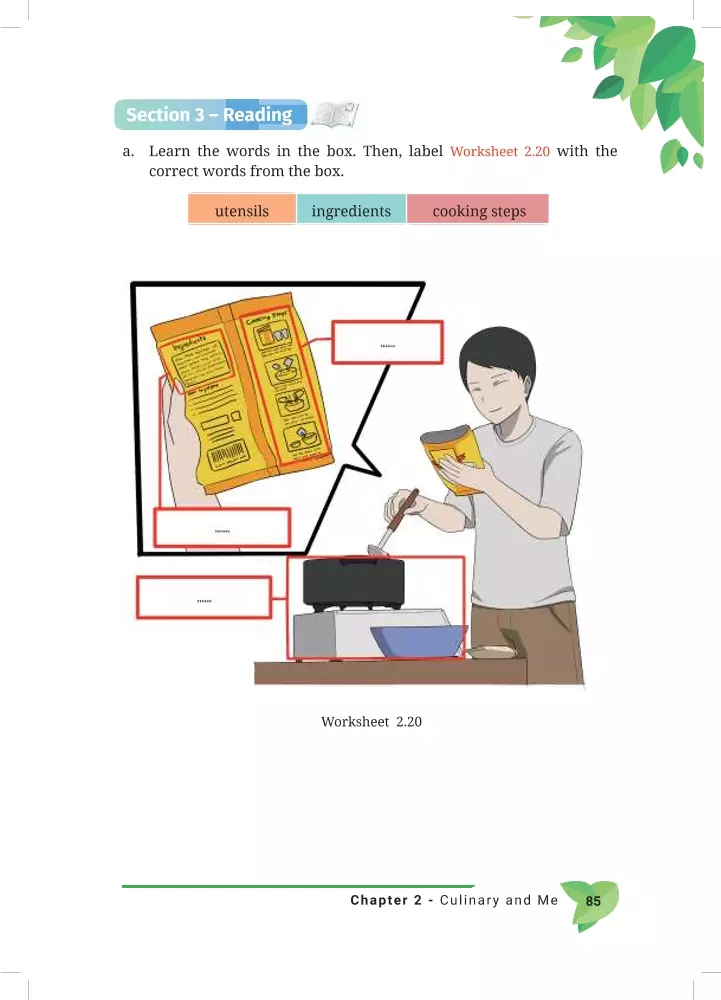 Section 3 – Reading
a. Learn the words in the box. Then, label Worksheet 2.20 with the
correct words from the box.
utensils ingredients cooking steps
Ingredients
Cooking Steps
......
......
......
Worksheet 2.20
Chapter 2 - Culinary and Me 85